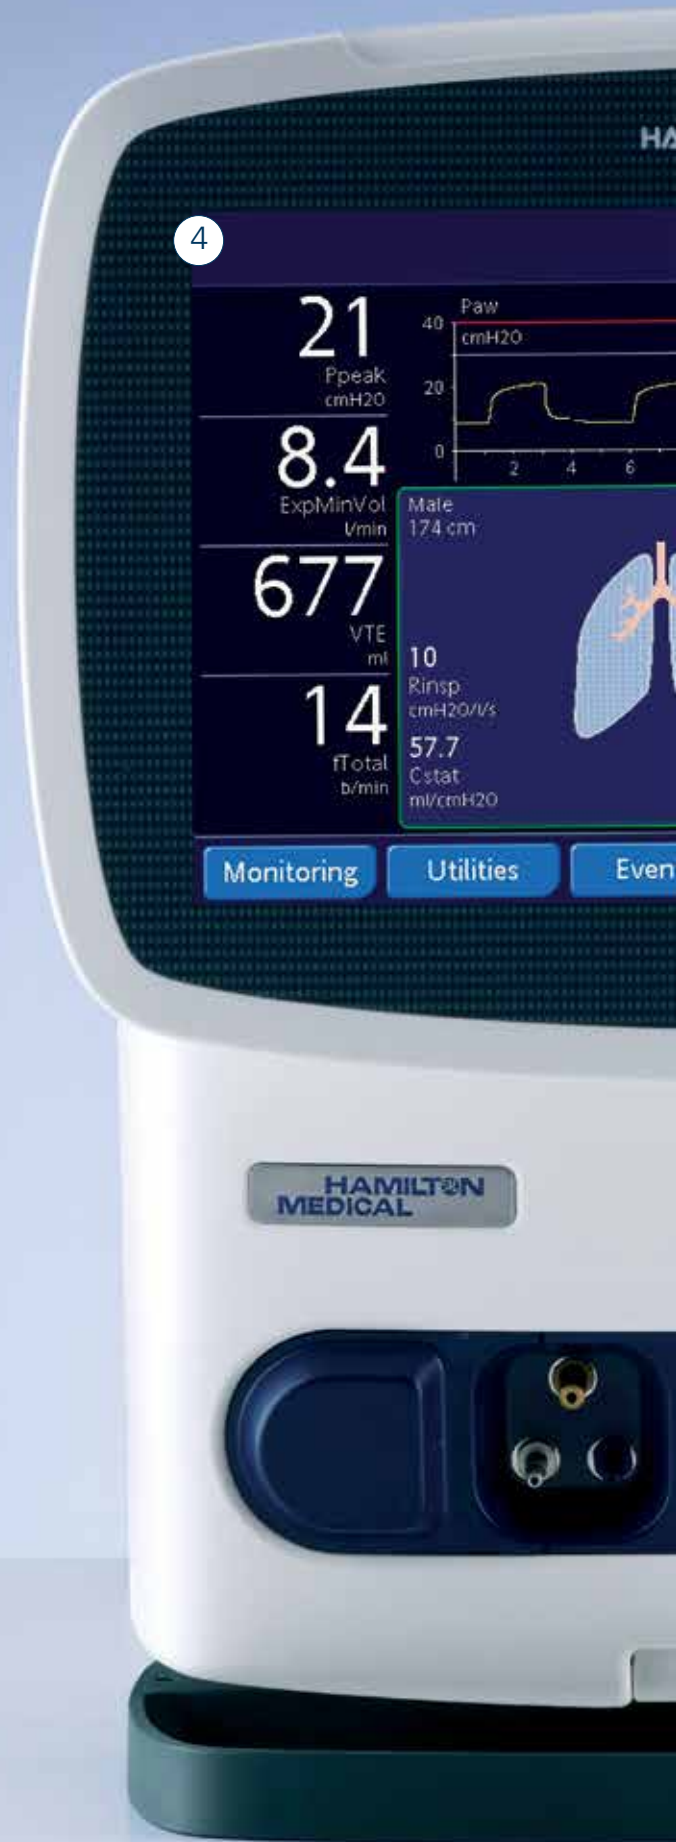 HA
4
21
Ppeak
cmH2O
8.4
ExpMinVol
l/min
677
VTE
ml
14
fTotal
b/min
Paw
40
cmH2O
20
0
2 4 6
Male
174 cm
10
Rinsp
cmH2O/l/s
57.7
Cstat
ml/cmH2O
Monitoring Utilities Even
HAMILTON
MEDICAL